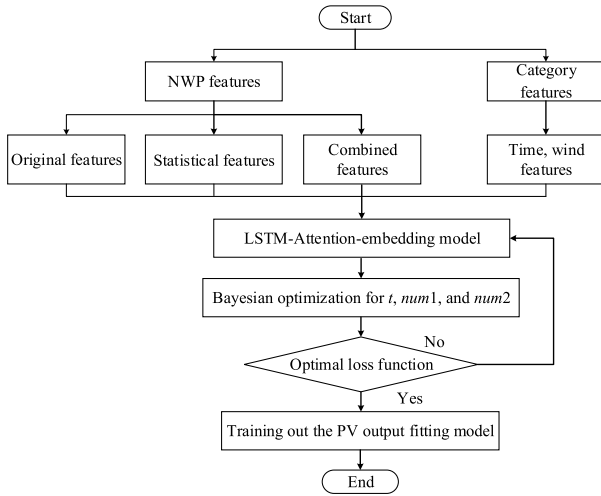 Start
NWP features
Category
features
Original features
Statistical features
Combined
features
Time, wind
features
LSTM-Attention-embedding model
Bayesian optimization for t, num1, and num2
No
Optimal loss function
Yes
Training out the PV output fitting model
End